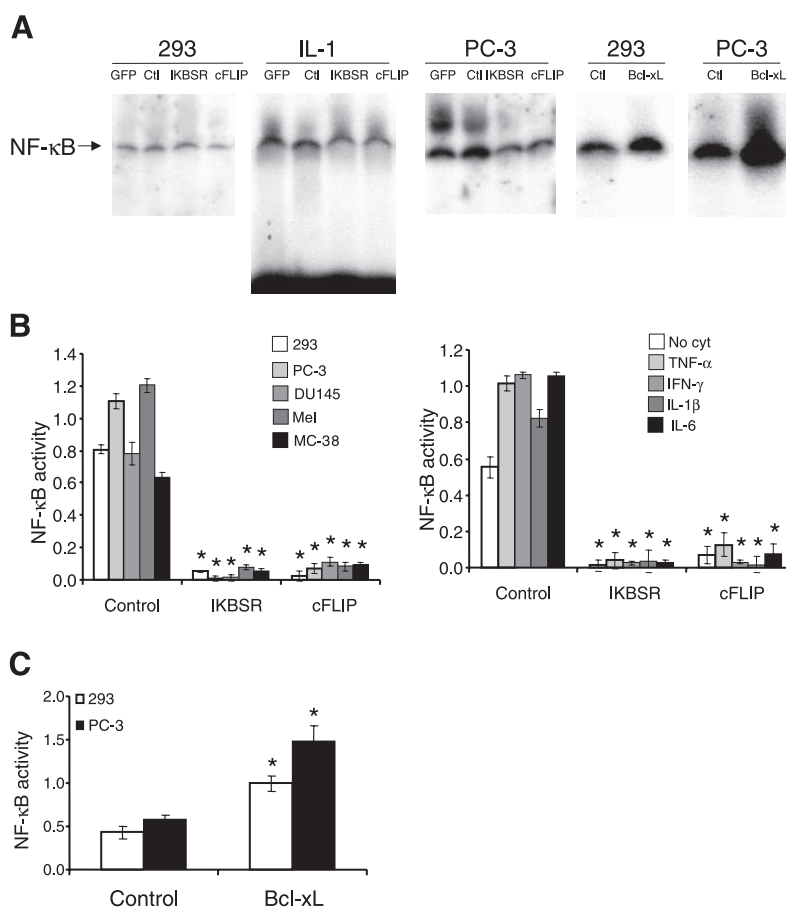 A
293 IL-1 PC-3 293 PC-3
GFP Ctl IKBSR cFLIP GFP Ctl IKBSR cFLIP GFP Ctl IKBSR cFLIP Ctl Bcl-xL Ctl Bcl-xL
NF-κB
B
NF-κB activity
1.4
1.2
1.0
0.8
0.6
0.4
0.2
0.0
293
PC-3
DU145
Mel
MC-38
* * * * * * * * * *
Control IKBSR cFLIP
NF-κB activity
1.2
1.0
0.8
0.6
0.4
0.2
0.0
No cyt
TNF-α
IFN-γ
IL-1β
IL-6
* * * * * * * * * *
Control IKBSR cFLIP
C
NF-κB activity
2.0
1.5
1.0
0.5
0.0
293
PC-3
* *
Control Bcl-xL